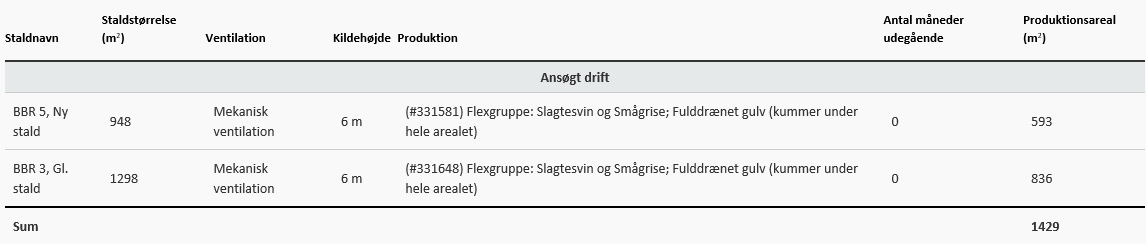 Staldnavn Staldstørrelse (m²) Ventilation Kildehøjde Produktion Antal måneder udegående Produktionsareal (m²)
Ansøgt drift
BBR 5, Ny stald 948 Mekanisk ventilation 6 m (#331581) Flexgruppe: Slagtesvin og Smågrise; Fulddrænet gulv (kummer under hele arealet) 0 593
BBR 3, Gl. stald 1298 Mekanisk ventilation 6 m (#331648) Flexgruppe: Slagtesvin og Smågrise; Fulddrænet gulv (kummer under hele arealet) 0 836
Sum 1429